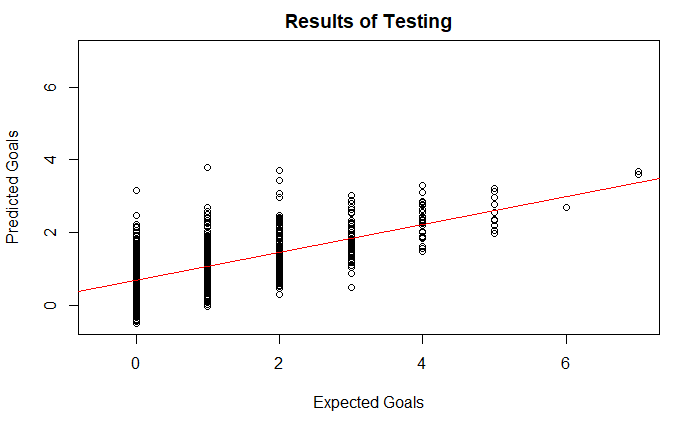 Results of Testing
Predicted Goals
6
4
2
0
0 2 4 6
Expected Goals